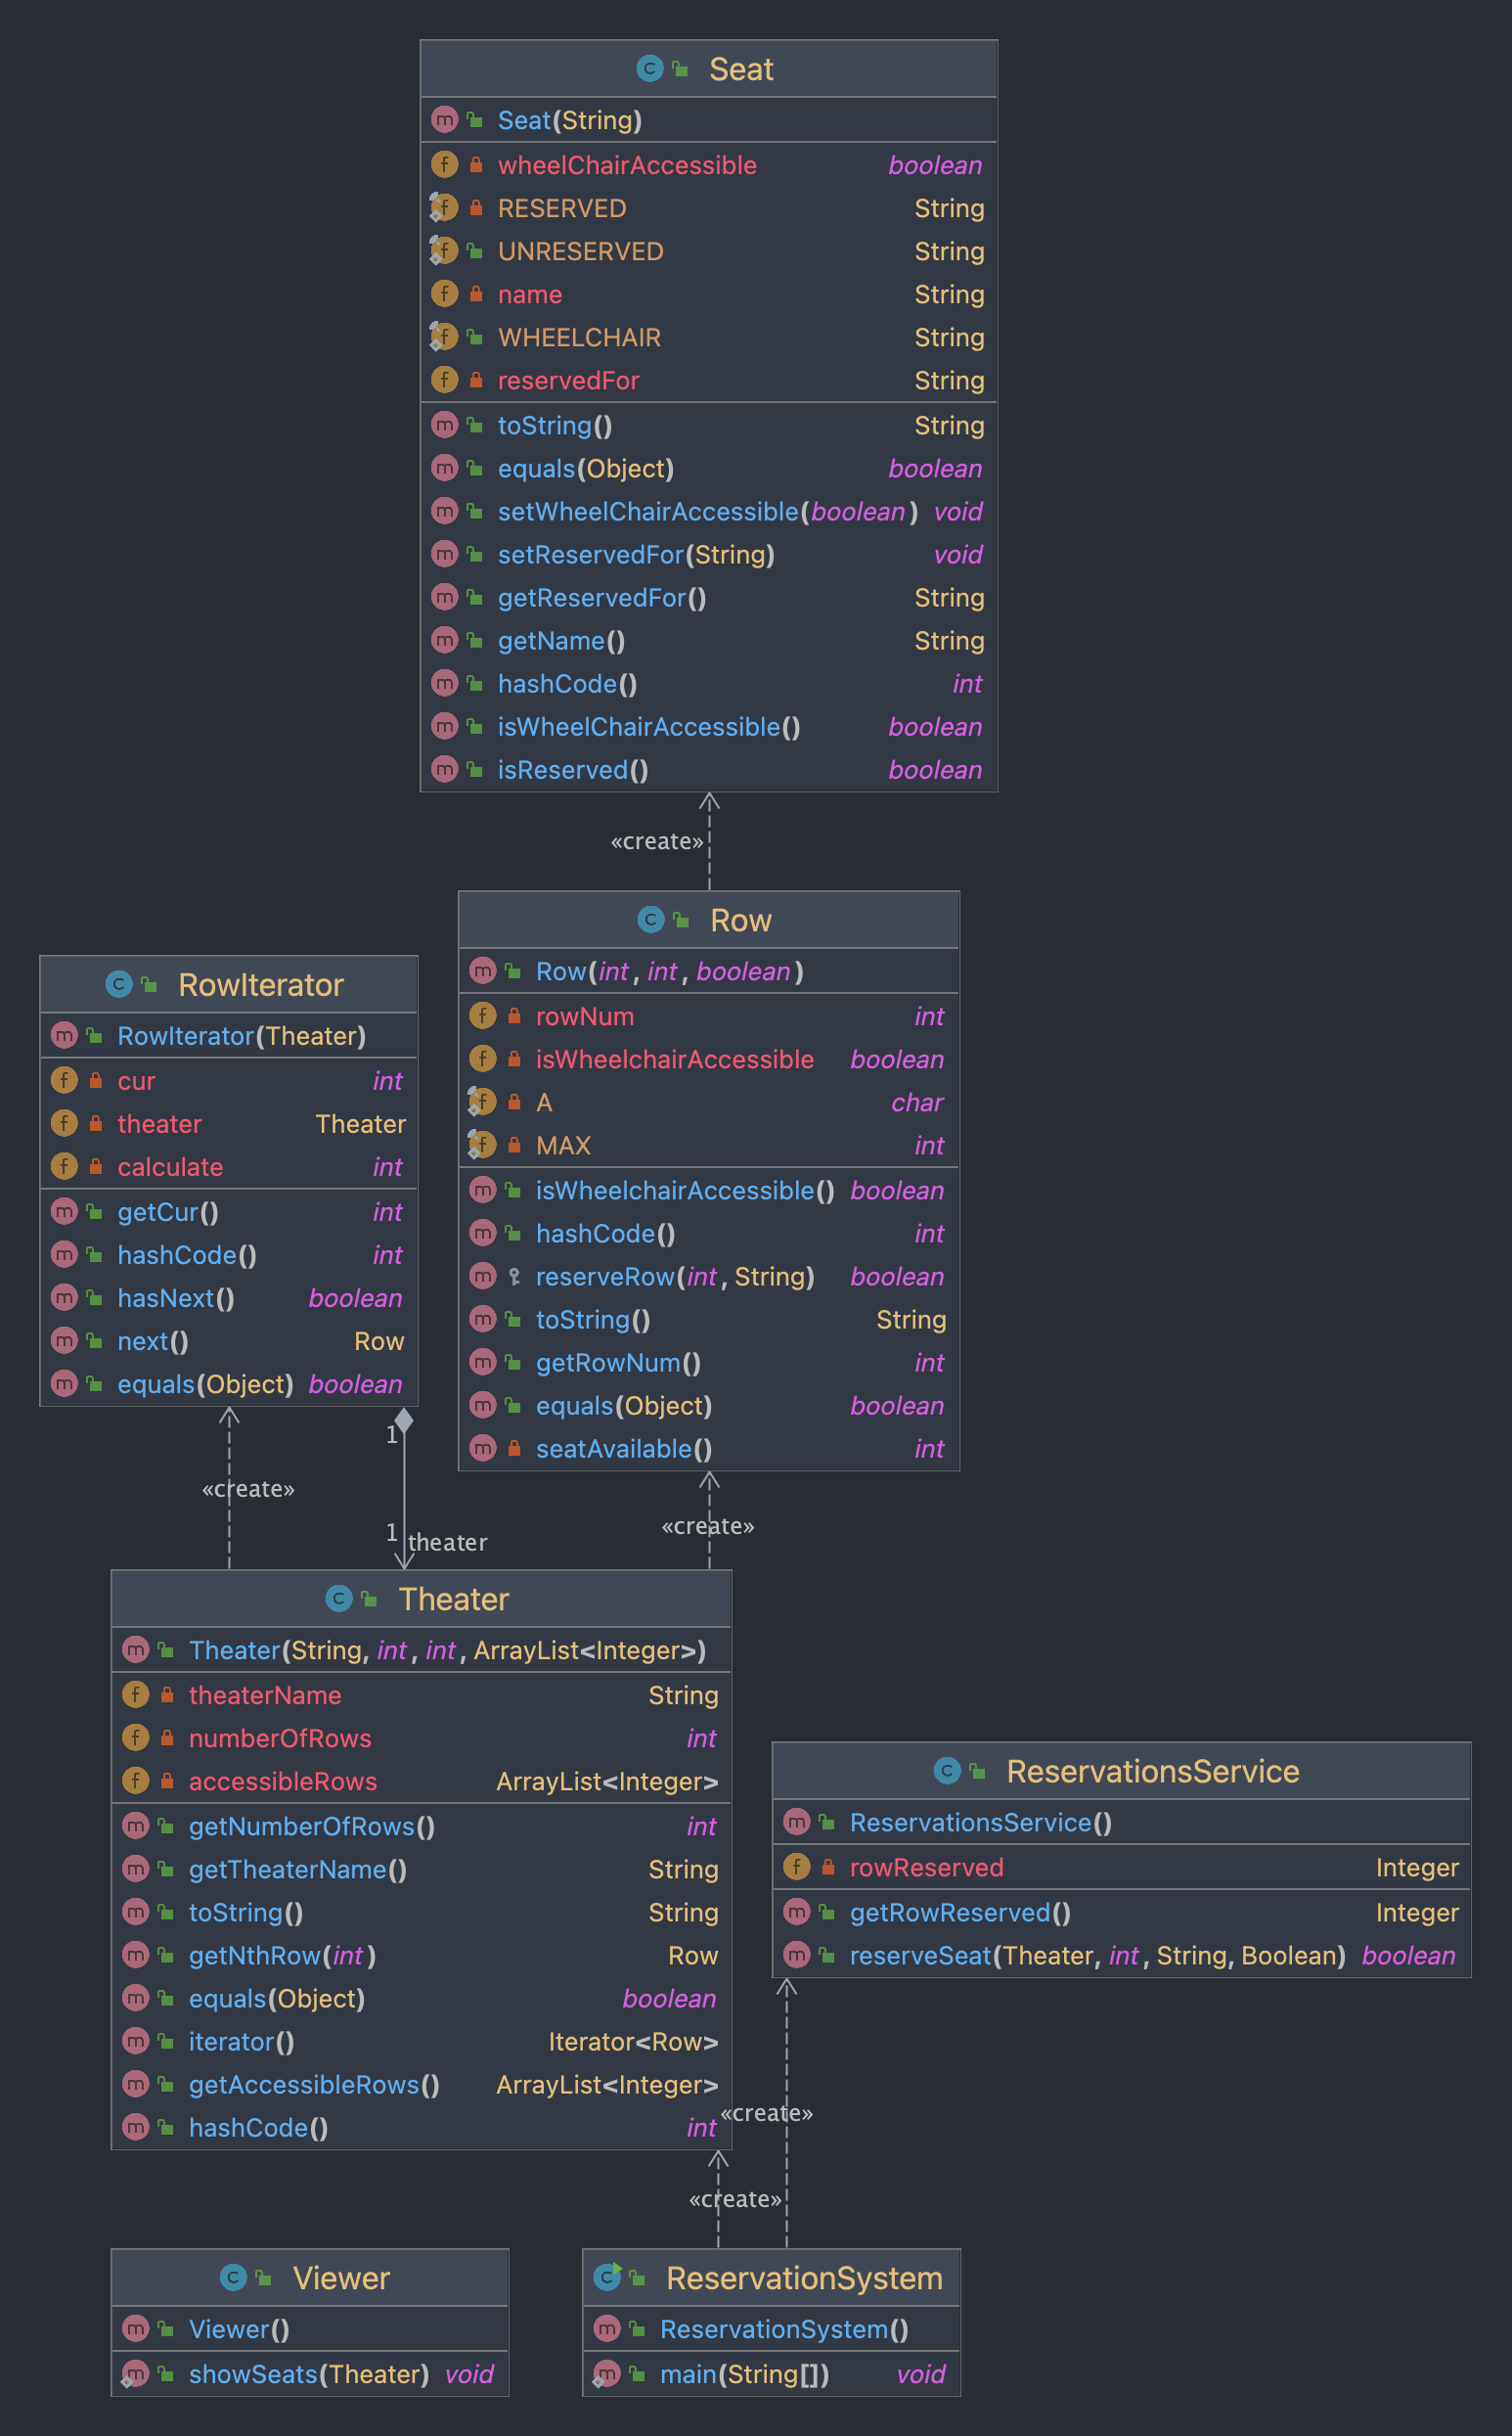 Seat
Seat(String)
wheelChairAccessible boolean
RESERVED String
UNRESERVED String
name String
WHEELCHAIR String
reservedFor String
toString() String
equals(Object) boolean
setWheelChairAccessible(boolean) void
setReservedFor(String) void
getReservedFor() String
getName() String
hashCode() int
isWheelChairAccessible() boolean
isReserved() boolean
«create»
Row
Row(int, int, boolean)
rowNum int
isWheelchairAccessible boolean
A char
MAX int
isWheelchairAccessible() boolean
hashCode() int
reserveRow(int, String) boolean
toString() String
getRowNum() int
equals(Object) boolean
seatAvailable() int
RowIterator
RowIterator(Theater)
cur int
theater Theater
calculate int
getCur() int
hashCode() int
hasNext() boolean
next() Row
equals(Object) boolean
1
«create»
1
theater
«create»
Theater
Theater(String, int, int, ArrayList<Integer>)
theaterName String
numberOfRows int
accessibleRows ArrayList<Integer>
getNumberOfRows() int
getTheaterName() String
toString() String
getNthRow(int) Row
equals(Object) boolean
iterator() Iterator<Row>
getAccessibleRows() ArrayList<Integer>
hashCode() int
ReservationsService
ReservationsService()
rowReserved Integer
getRowReserved() Integer
reserveSeat(Theater, int, String, Boolean) boolean
«create»
«create»
Viewer
Viewer()
showSeats(Theater) void
ReservationSystem
ReservationSystem()
main(String[]) void